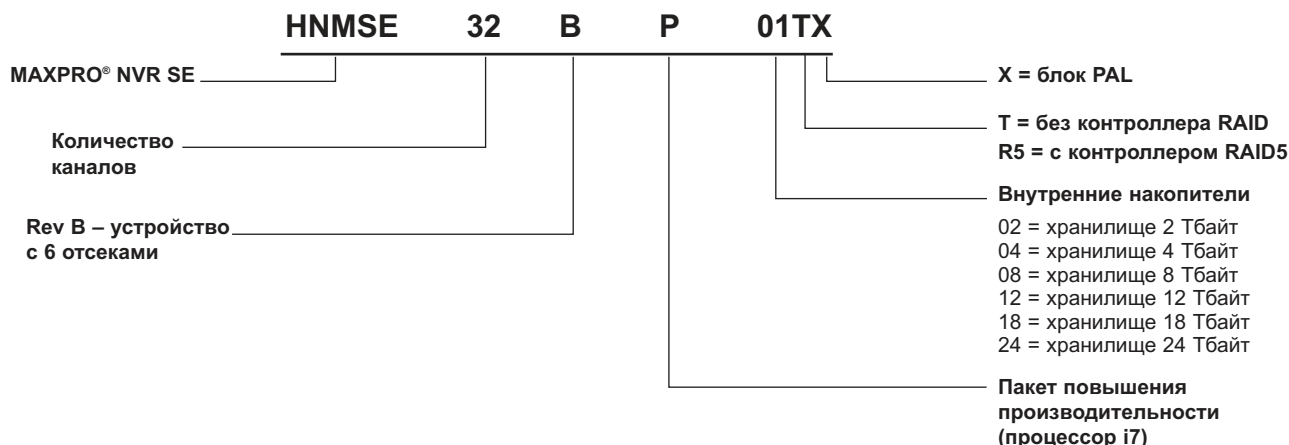 HNMSE 32 B P 01TX
MAXPRO® NVR SE
Количество
каналов
Rev B – устройство
с 6 отсеками
X = блок PAL
T = без контроллера RAID
R5 = с контроллером RAID5
Внутренние накопители
02 = хранилище 2 Тбайт
04 = хранилище 4 Тбайт
08 = хранилище 8 Тбайт
12 = хранилище 12 Тбайт
18 = хранилище 18 Тбайт
24 = хранилище 24 Тбайт
Пакет повышения
производительности
(процессор i7)